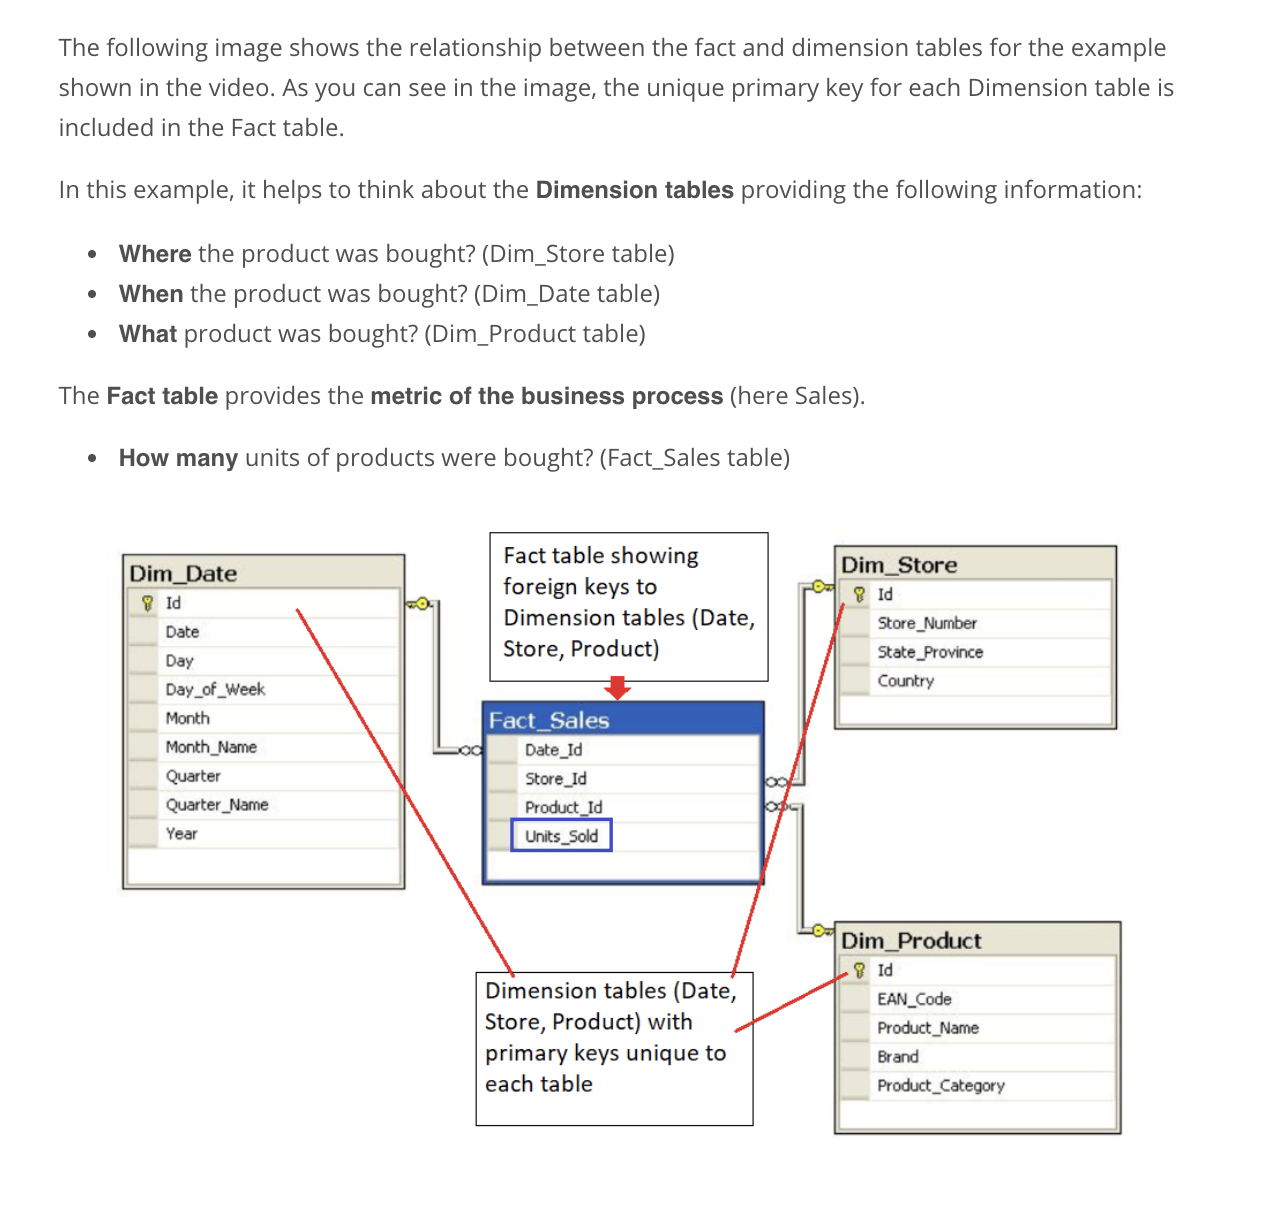 The following image shows the relationship between the fact and dimension tables for the example
shown in the video. As you can see in the image, the unique primary key for each Dimension table is
included in the Fact table.
In this example, it helps to think about the Dimension tables providing the following information:
• Where the product was bought? (Dim_Store table)
• When the product was bought? (Dim_Date table)
• What product was bought? (Dim_Product table)
The Fact table provides the metric of the business process (here Sales).
• How many units of products were bought? (Fact_Sales table)
Dim_Date
Id
Date
Day
Day_of_Week
Month
Month_Name
Quarter
Quarter_Name
Year
Fact table showing
foreign keys to
Dimension tables (Date,
Store, Product)
Fact_Sales
Date_Id
Store_Id
Product_Id
Units_Sold
Dim_Store
Id
Store_Number
State_Province
Country
Dimension tables (Date,
Store, Product) with
primary keys unique to
each table
Dim_Product
Id
EAN_Code
Product_Name
Brand
Product_Category